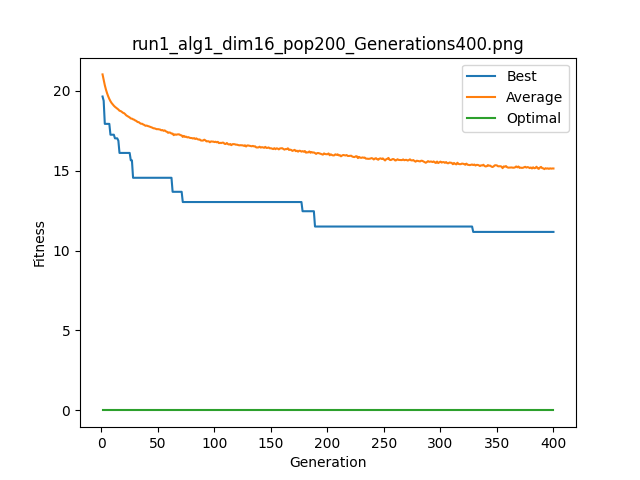 run1_alg1_dim16_pop200_Generations400.png
Best
Average
Optimal
20
15
10
5
0
Fitness
0 50 100 150 200 250 300 350 400
Generation